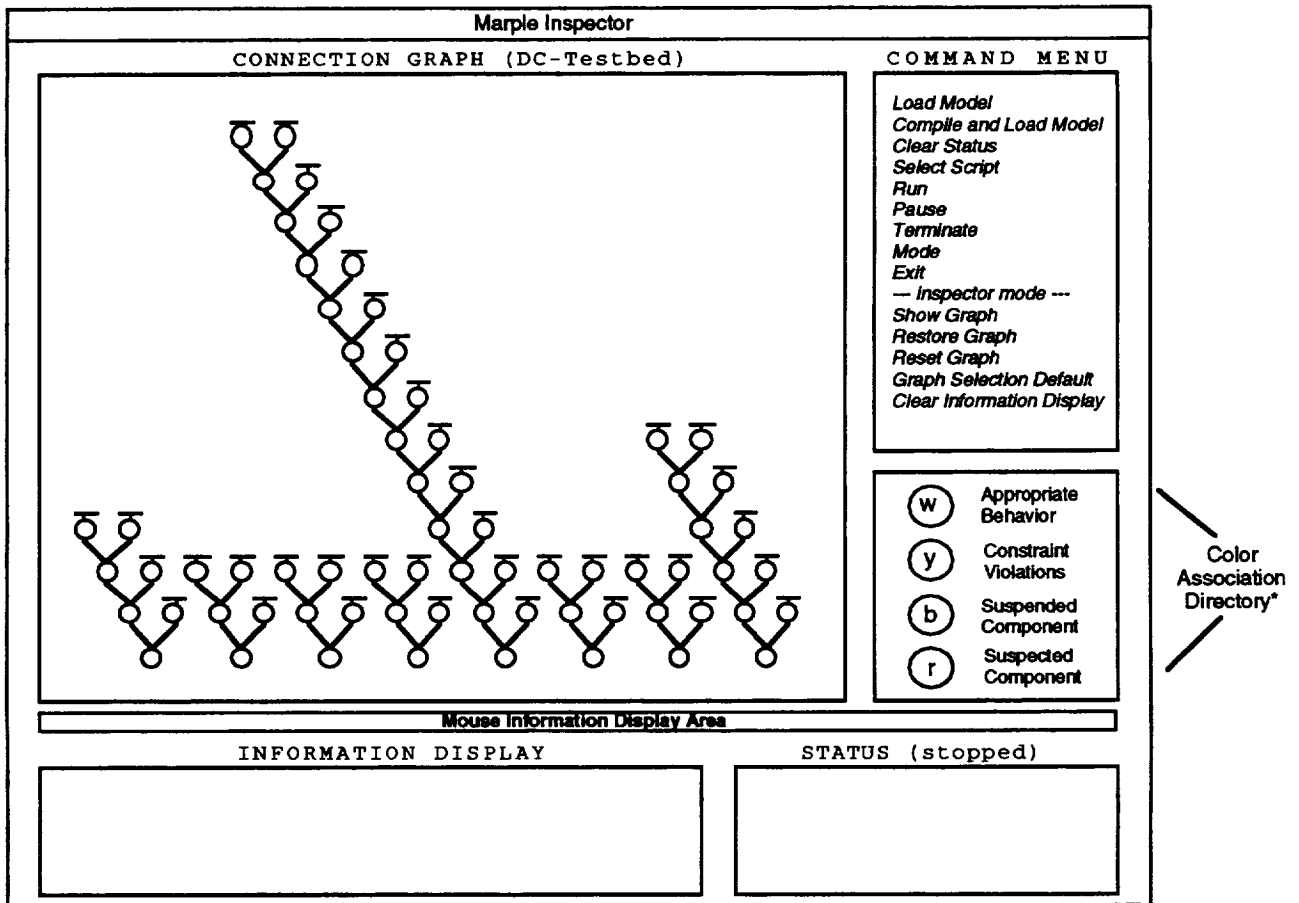 Marple Inspector
CONNECTION GRAPH (DC-Testbed)
COMMAND MENU
Load Model
Compile and Load Model
Clear Status
Select Script
Run
Pause
Terminate
Mode
Exit
--- Inspector mode ---
Show Graph
Restore Graph
Reset Graph
Graph Selection Default
Clear Information Display
w Appropriate
Behavior
y Constraint
Violations
b Suspended
Component
r Suspected
Component
Color
Association
Directory*
Mouse Information Display Area
INFORMATION DISPLAY
STATUS (stopped)